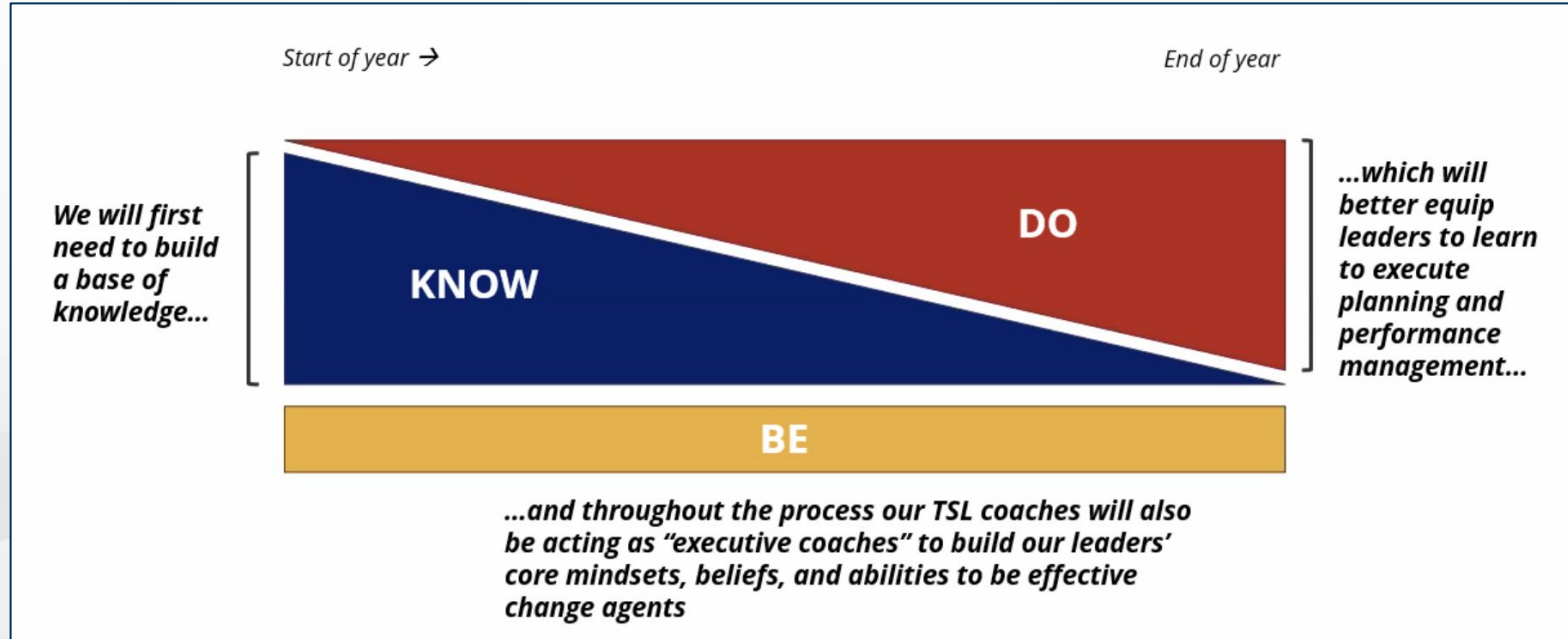 Start of year →
End of year
We will first
need to build
a base of
knowledge...
KNOW
DO
...which will
better equip
leaders to learn
to execute
planning and
performance
management...
BE
...and throughout the process our TSL coaches will also
be acting as “executive coaches” to build our leaders’
core mindsets, beliefs, and abilities to be effective
change agents